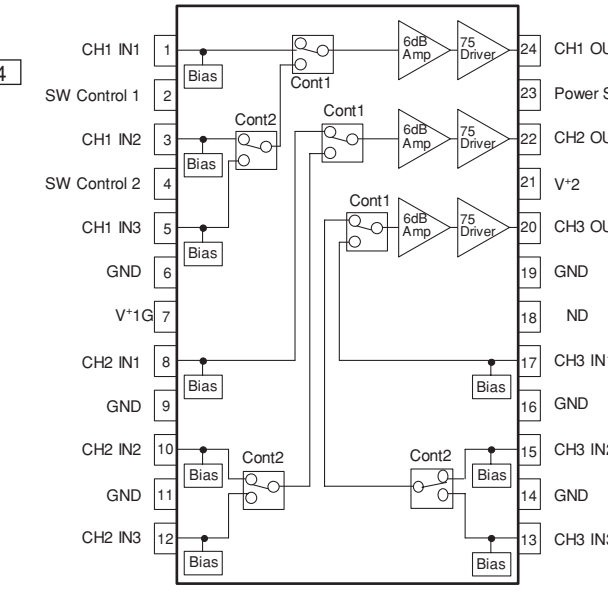 4
CH1 IN1 1
SW Control 1 2
CH1 IN2 3
SW Control 2 4
CH1 IN3 5
GND 6
V+1G 7
CH2 IN1 8
GND 9
CH2 IN2 10
GND 11
CH2 IN3 12
Bias
Bias
Bias
Bias
Bias
Bias
Cont1
Cont2
Cont1
Cont1
Cont2
Cont2
6dB
Amp
75
Driver
6dB
Amp
75
Driver
6dB
Amp
75
Driver
Bias
Bias
Bias
24 CH1 OU
23 Power S
22 CH2 OU
21 V+2
20 CH3 OU
19 GND
18 ND
17 CH3 IN1
16 GND
15 CH3 IN2
14 GND
13 CH3 IN3